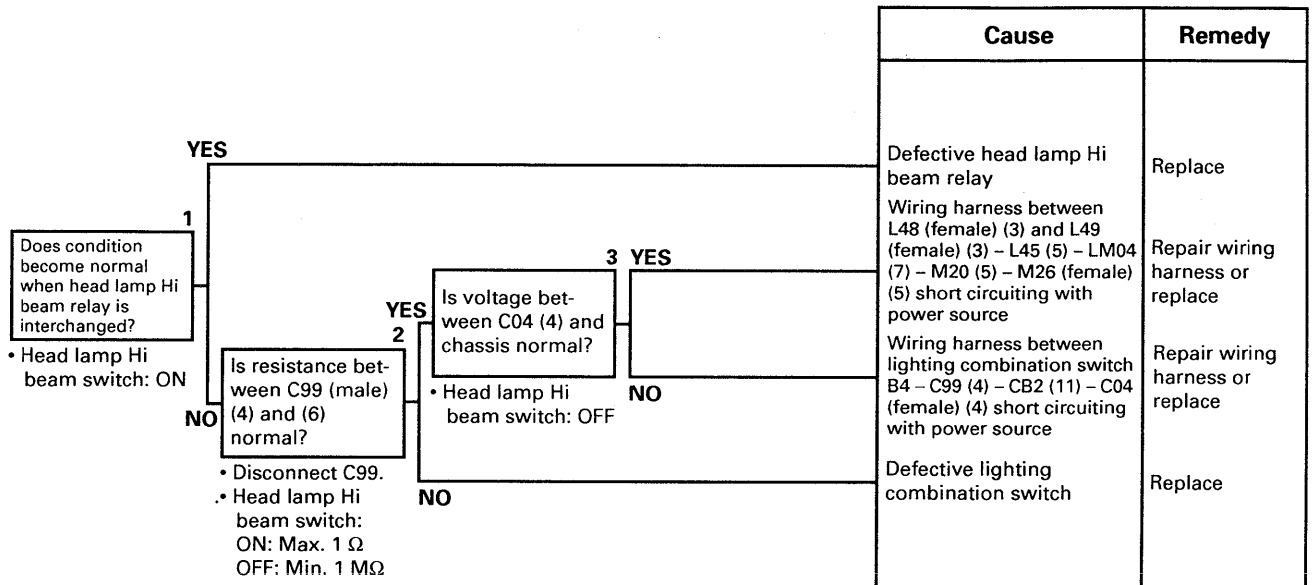 Cause
Remedy
YES
Defective head lamp Hi
beam relay
Replace
1
Does condition
become normal
when head lamp Hi
beam relay is
interchanged?
• Head lamp Hi
beam switch: ON
NO
YES
2
Is resistance bet-
ween C99 (male)
(4) and (6)
normal?
• Disconnect C99.
• Head lamp Hi
beam switch:
ON: Max. 1 Ω
OFF: Min. 1 MΩ
3
Is voltage bet-
ween C04 (4) and
chassis normal?
• Head lamp Hi
beam switch: OFF
YES
Wiring harness between
L48 (female) (3) and L49
(female) (3) – L45 (5) – LM04
(7) – M20 (5) – M26 (female)
(5) short circuiting with
power source
Repair wiring
harness or
replace
NO
Wiring harness between
lighting combination switch
B4 – C99 (4) – CB2 (11) – C04
(female) (4) short circuiting
with power source
Repair wiring
harness or
replace
NO
Defective lighting
combination switch
Replace